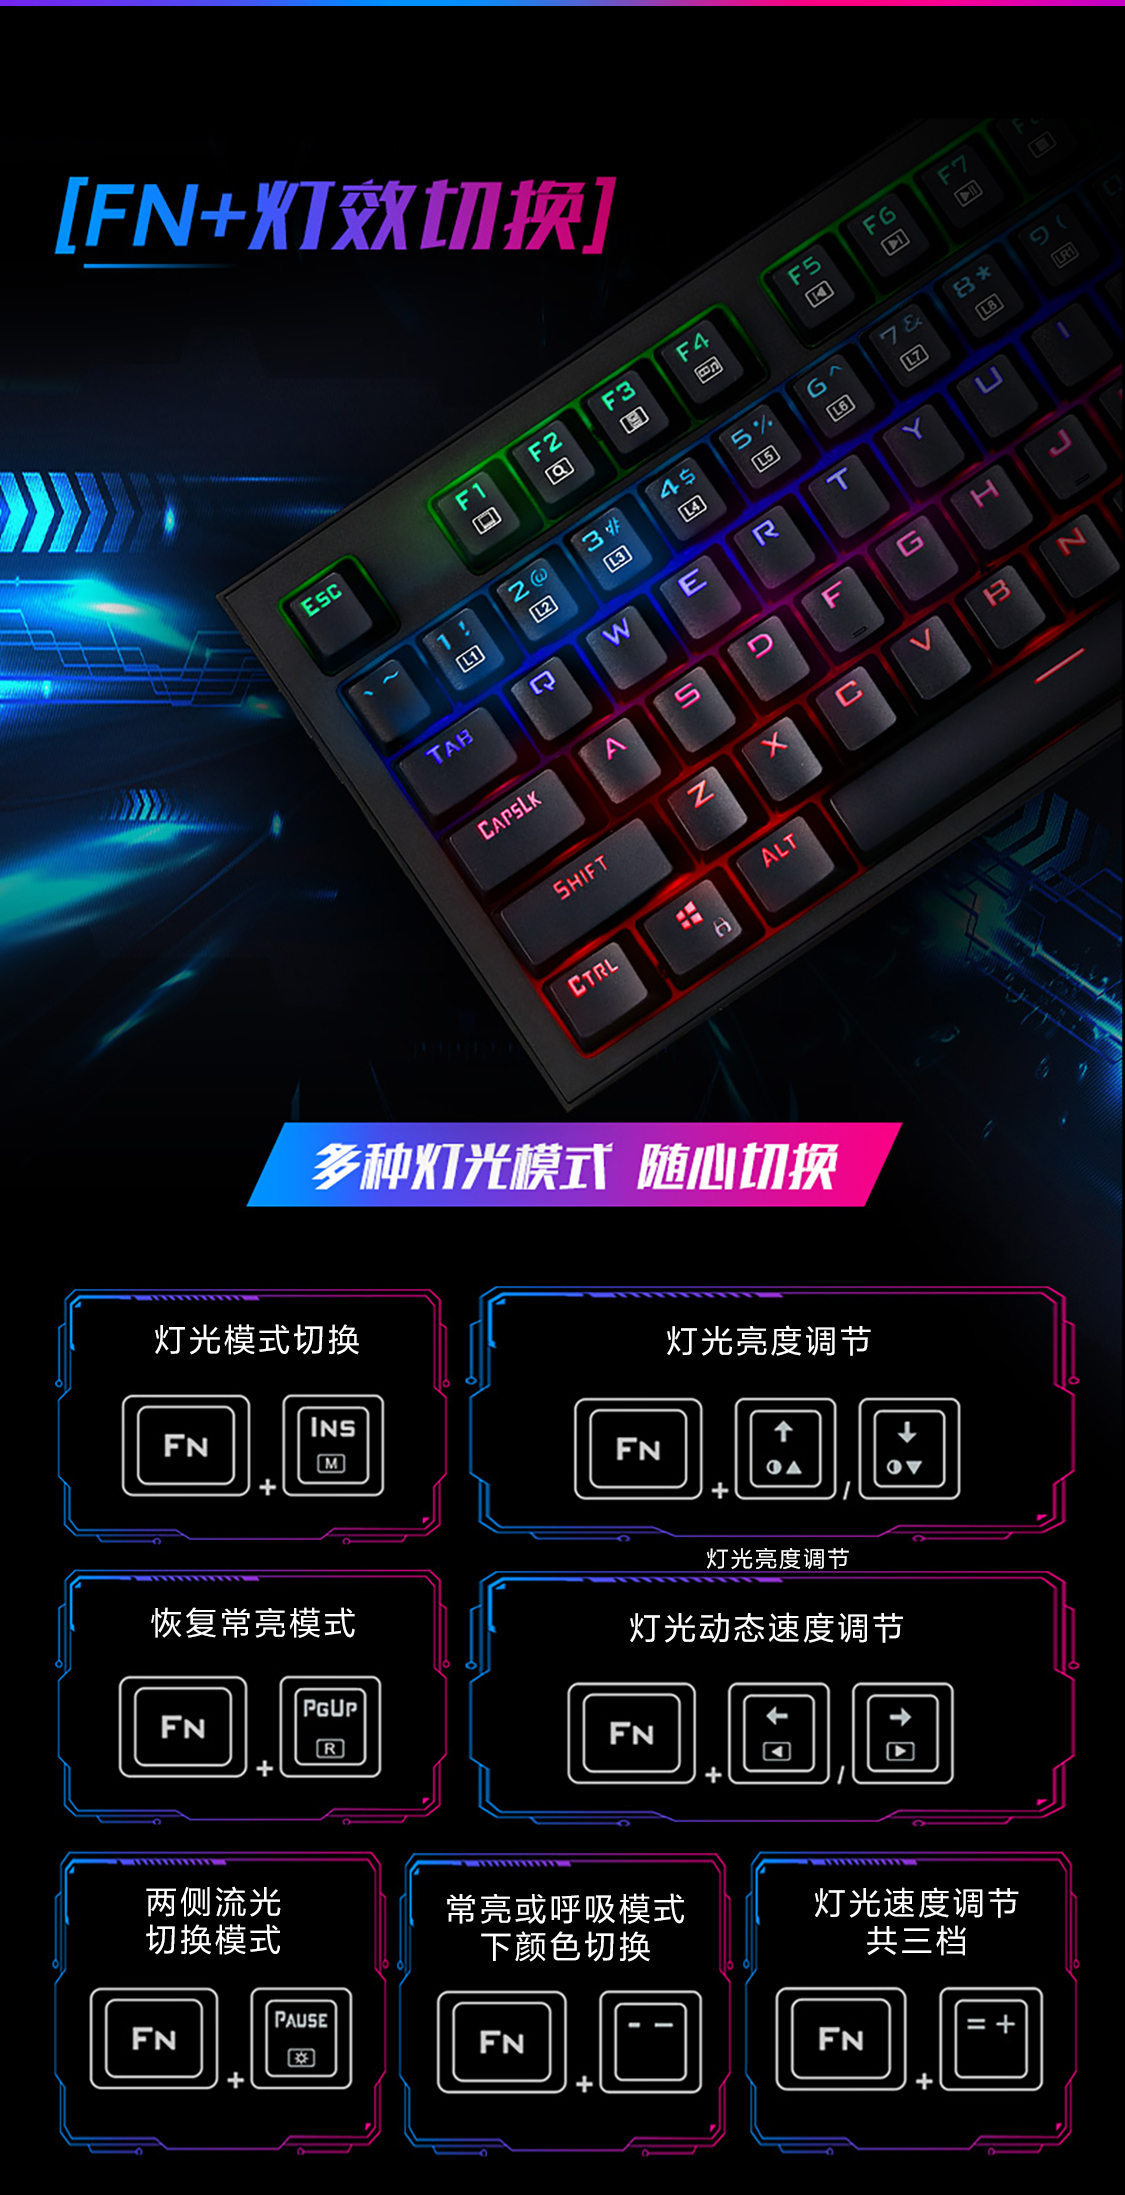 [FN+灯效切换]
F7
F6
F5
F4
F3
F2
F1
Esc
9 (
LR1
8 *
L8
7 &
L7
6 ^
L6
5 %
L5
4 $
L4
3 #
L3
2 @
L2
1 !
L1
` ~
I
U
Y
T
R
E
W
Q
TAB
J
H
G
F
D
S
A
CAPSLK
N
B
V
C
X
Z
SHIFT
ALT
CTRL
多种灯光模式 随心切换
灯光模式切换
FN + INS
M
灯光亮度调节
FN + ↑ / ↓
灯光亮度调节
恢复常亮模式
FN + PGUP
R
灯光动态速度调节
FN + ← / →
两侧流光
切换模式
FN + PAUSE
常亮或呼吸模式
下颜色切换
FN + - —
灯光速度调节
共三档
FN + = +